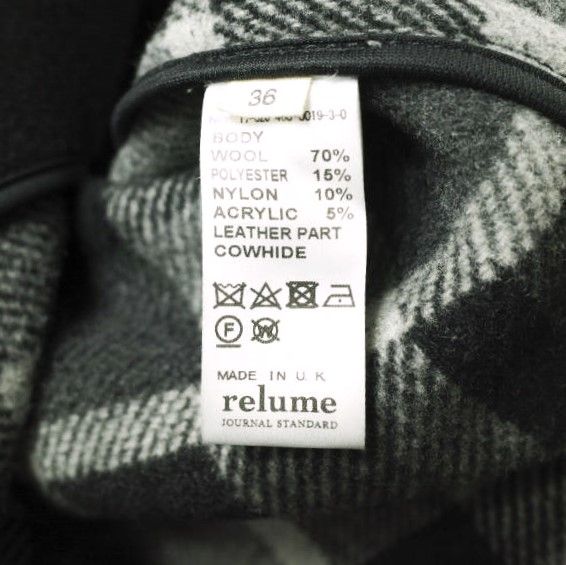 36
BODY
WOOL 70%
POLYESTER 15%
NYLON 10%
ACRYLIC 5%
LEATHER PART
COWHIDE
F W
MADE IN U. K
relume
JOURNAL STANDARD